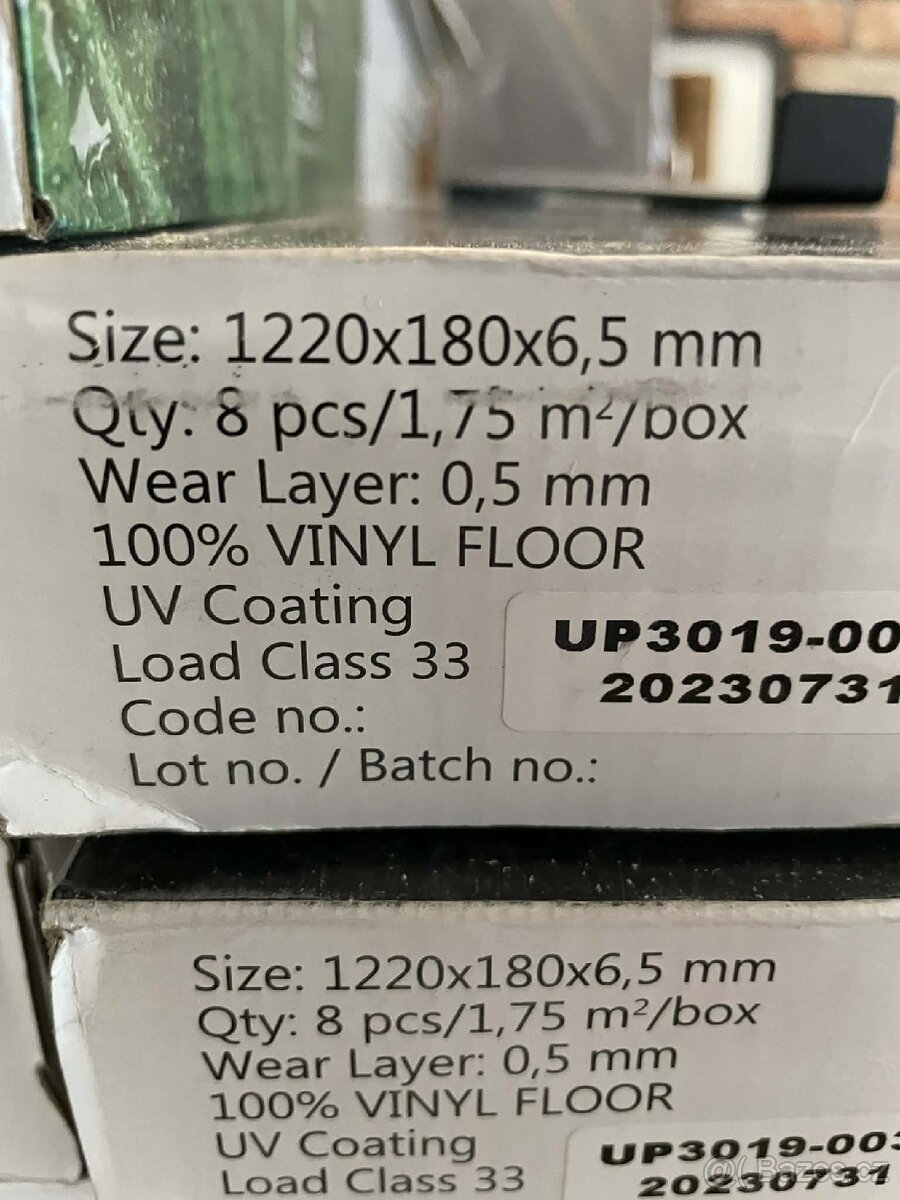 Size: 1220x180x6,5 mm
Qty: 8 pcs/1,75 m²/box
Wear Layer: 0,5 mm
100% VINYL FLOOR
UV Coating
Load Class 33
Code no.:
Lot no. / Batch no.:
UP3019-00
20230731
Size: 1220x180x6,5 mm
Qty: 8 pcs/1,75 m²/box
Wear Layer: 0,5 mm
100% VINYL FLOOR
UV Coating
Load Class 33
UP3019-003
20230731
Bazos.cz